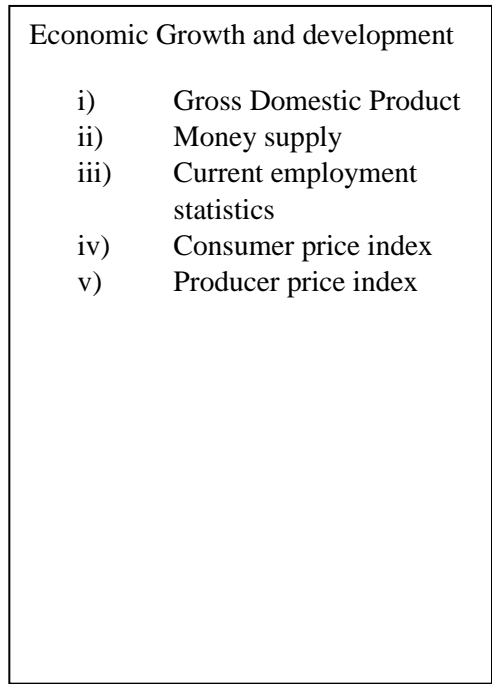 Economic Growth and development
i) Gross Domestic Product
ii) Money supply
iii) Current employment
statistics
iv) Consumer price index
v) Producer price index